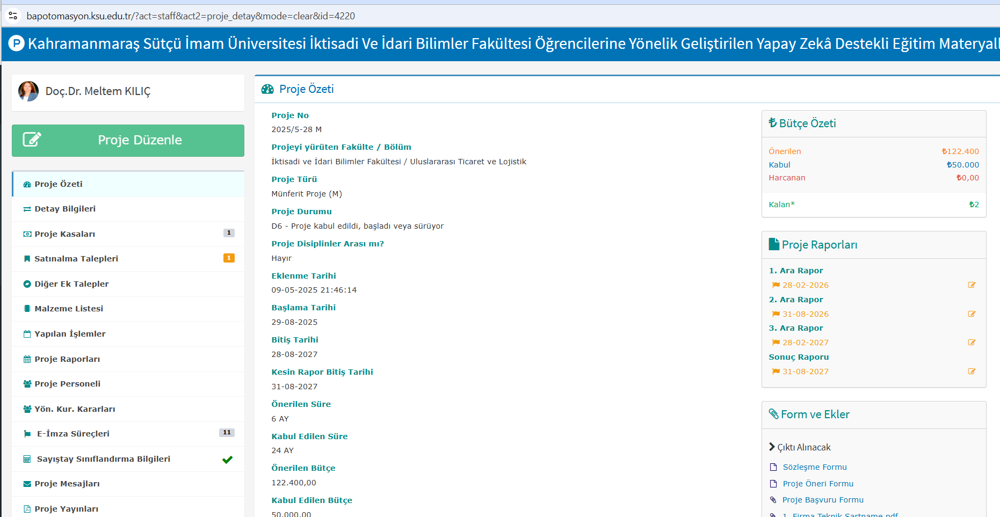 bapotomasyon.ksu.edu.tr/?act=staff&act2=proje_detay&mode=clear&id=4220
Kahramanmaraş Sütçü İmam Üniversitesi İktisadi Ve İdari Bilimler Fakültesi Öğrencilerine Yönelik Geliştirilen Yapay Zekâ Destekli Eğitim Materyall
Doç.Dr. Meltem KILIÇ
Proje Düzenle
Proje Özeti
Detay Bilgileri
Proje Kasaları 1
Satınalma Talepleri 1
Diğer Ek Talepler
Malzeme Listesi
Yapılan İşlemler
Proje Raporları
Proje Personeli
Yön. Kur. Kararları
E-İmza Süreçleri 11
Sayıştay Sınıflandırma Bilgileri
Proje Mesajları
Proje Yayınları
Proje Özeti
Proje No
2025/5-28 M
Projeyi yürüten Fakülte / Bölüm
İktisadi ve İdari Bilimler Fakültesi / Uluslararası Ticaret ve Lojistik
Proje Türü
Münferit Proje (M)
Proje Durumu
D6 - Proje kabul edildi, başladı veya sürüyor
Proje Disiplinler Arası mı?
Hayır
Eklenme Tarihi
09-05-2025 21:46:14
Başlama Tarihi
29-08-2025
Bitiş Tarihi
28-08-2027
Kesin Rapor Bitiş Tarihi
31-08-2027
Önerilen Süre
6 AY
Kabul Edilen Süre
24 AY
Önerilen Bütçe
122.400,00
Kabul Edilen Bütçe
50.000,00
₺ Bütçe Özeti
Önerilen ₺122.400
Kabul ₺50.000
Harcanan ₺0,00
Kalan* ₺2
Proje Raporları
1. Ara Rapor
28-02-2026
2. Ara Rapor
31-08-2026
3. Ara Rapor
28-02-2027
Sonuç Raporu
31-08-2027
Form ve Ekler
Çıktı Alınacak
Sözleşme Formu
Proje Öneri Formu
Proje Başvuru Formu
1. Firma Teknik Şartname.pdf